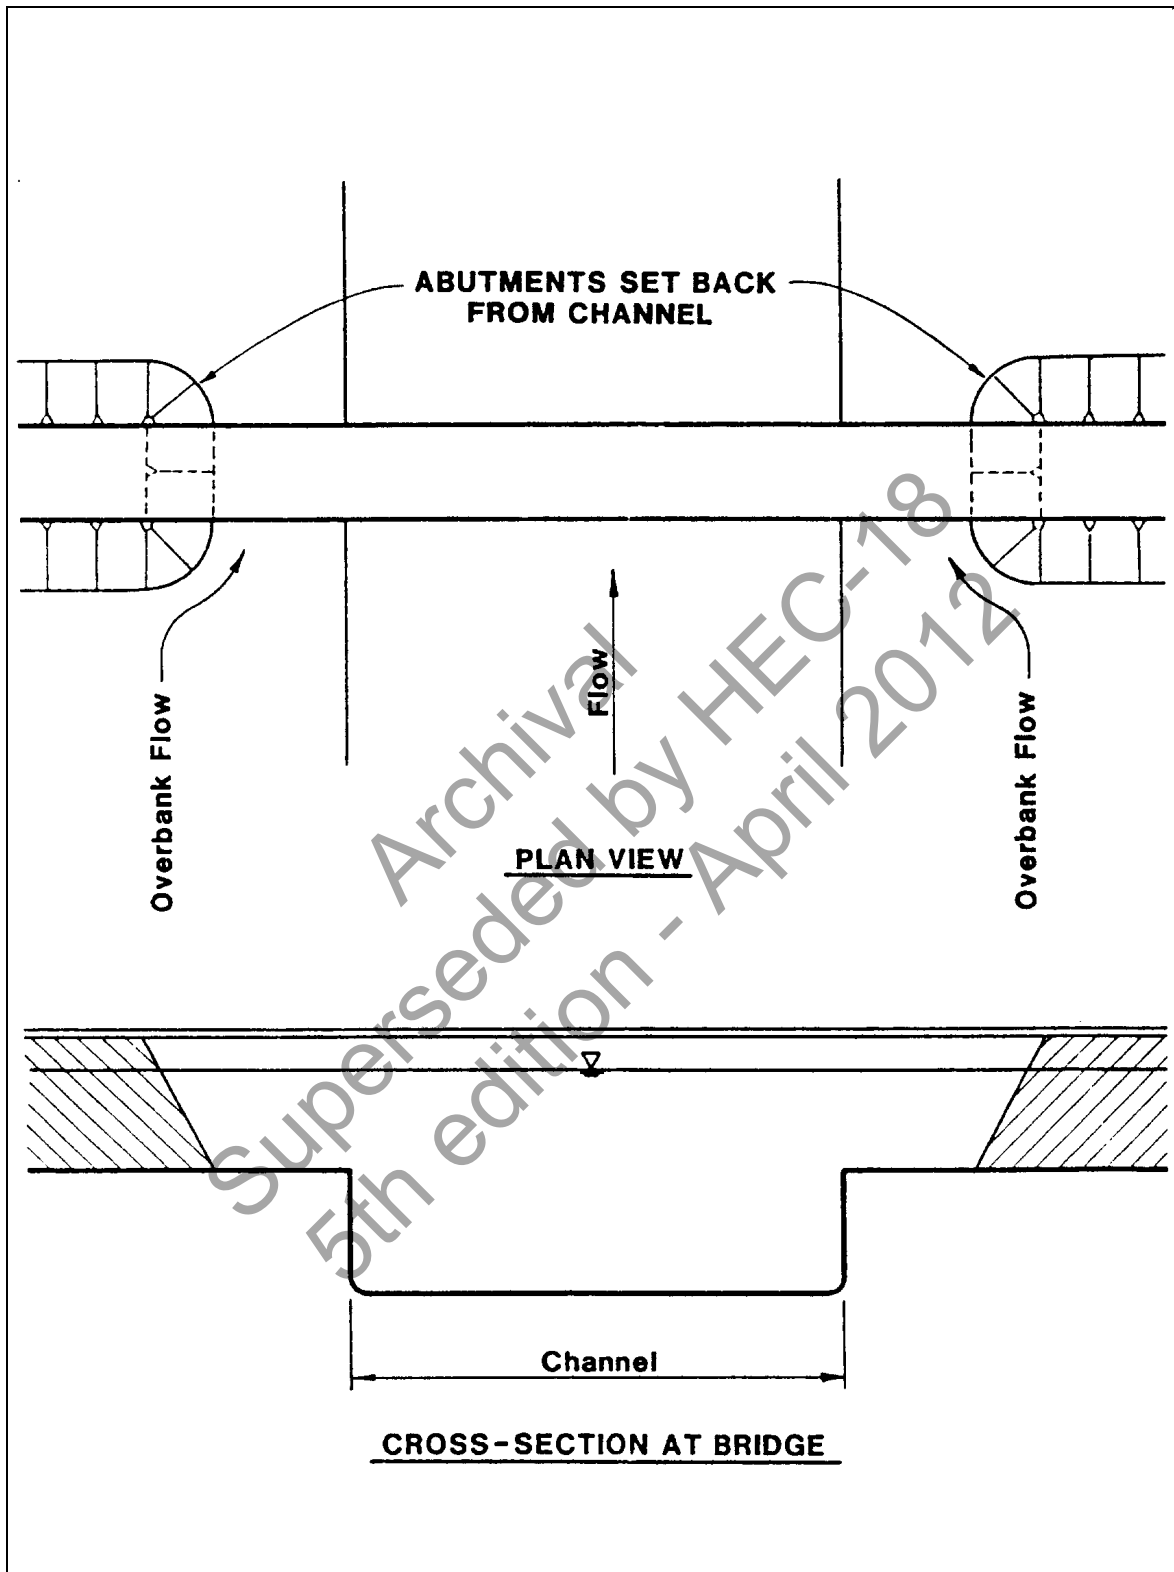 ABUTMENTS SET BACK
FROM CHANNEL
Flow
Overbank Flow
Overbank Flow
PLAN VIEW
Archival
Superseded by HEC-18
5th edition - April 2012
Channel
CROSS-SECTION AT BRIDGE